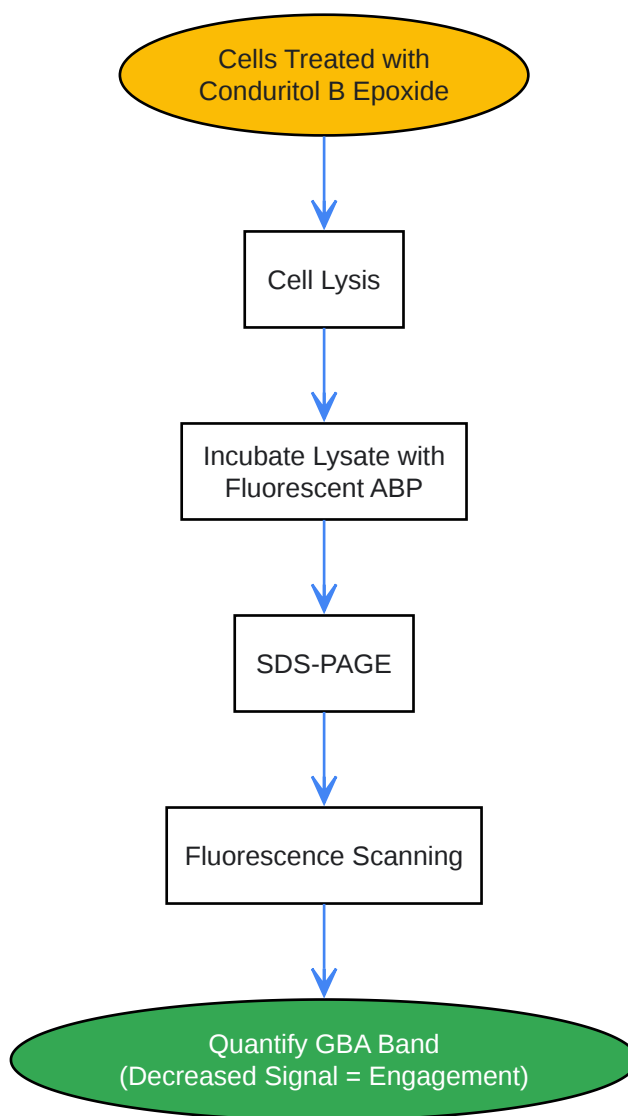 Cells Treated with
Conduritol B Epoxide
Cell Lysis
Incubate Lysate with
Fluorescent ABP
SDS-PAGE
Fluorescence Scanning
Quantify GBA Band
(Decreased Signal = Engagement)